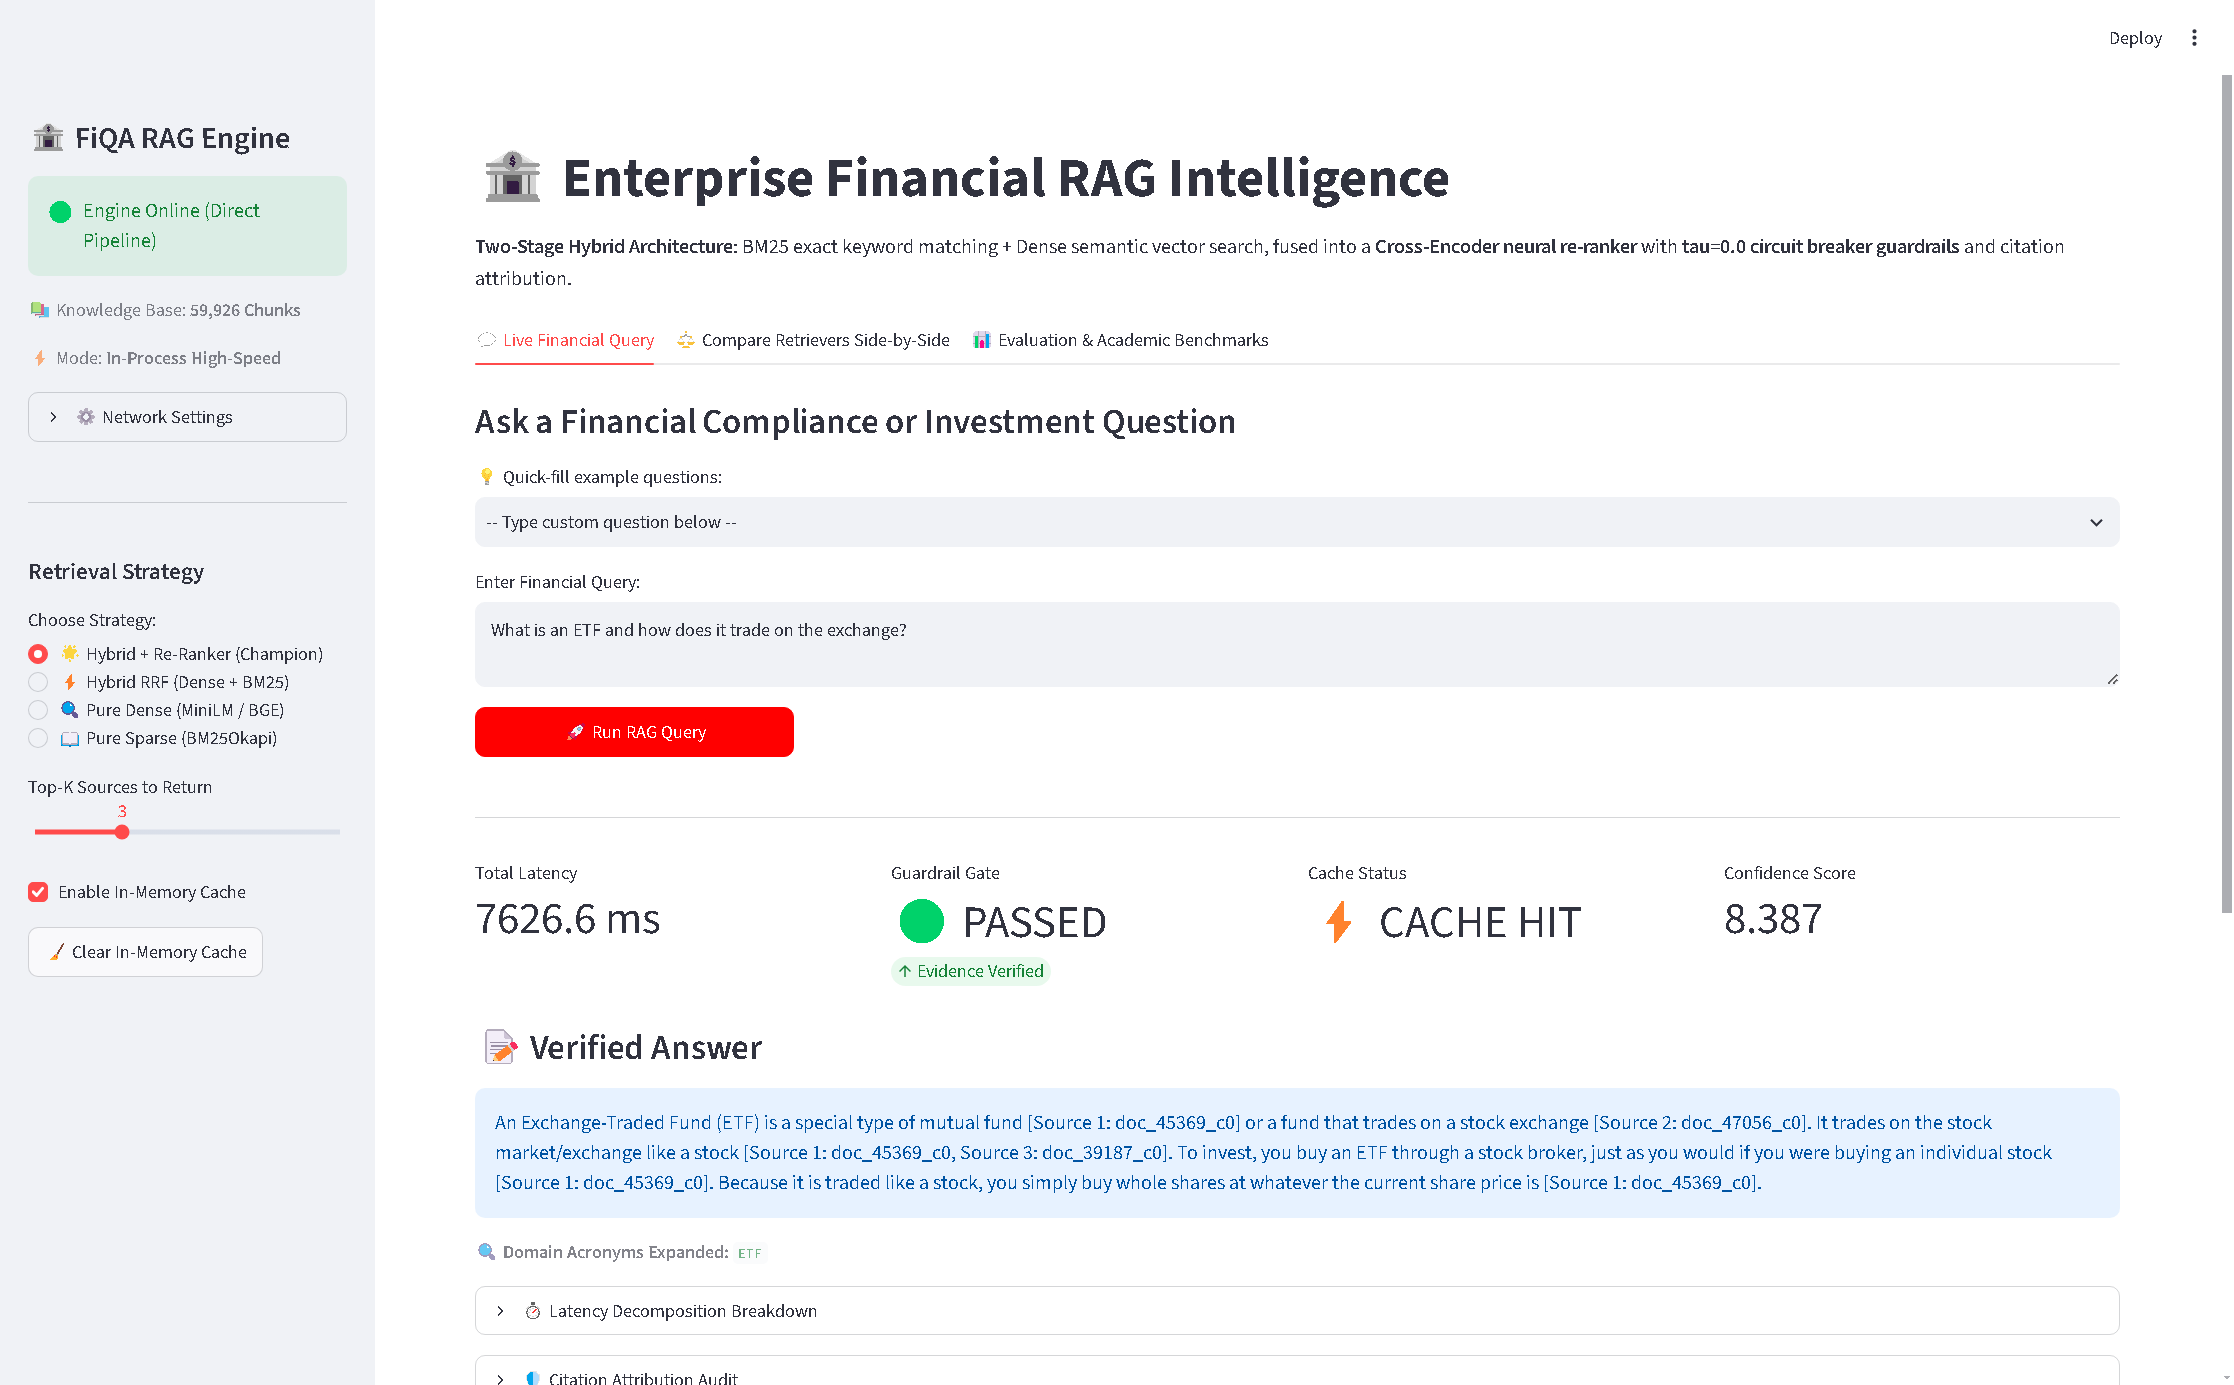 Deploy
FiQA RAG Engine
Engine Online (Direct
Pipeline)
Knowledge Base: 59,926 Chunks
Mode: In-Process High-Speed
Network Settings
Retrieval Strategy
Choose Strategy:
Hybrid + Re-Ranker (Champion)
Hybrid RRF (Dense + BM25)
Pure Dense (MiniLM / BGE)
Pure Sparse (BM25Okapi)
Top-K Sources to Return
3
Enable In-Memory Cache
Clear In-Memory Cache
Enterprise Financial RAG Intelligence
Two-Stage Hybrid Architecture: BM25 exact keyword matching + Dense semantic vector search, fused into a Cross-Encoder neural re-ranker with tau=0.0 circuit breaker guardrails and citation
attribution.
Live Financial Query
Compare Retrievers Side-by-Side
Evaluation & Academic Benchmarks
Ask a Financial Compliance or Investment Question
Quick-fill example questions:
-- Type custom question below --
Enter Financial Query:
What is an ETF and how does it trade on the exchange?
Run RAG Query
Total Latency
7626.6 ms
Guardrail Gate
PASSED
↑ Evidence Verified
Cache Status
CACHE HIT
Confidence Score
8.387
Verified Answer
An Exchange-Traded Fund (ETF) is a special type of mutual fund [Source 1: doc_45369_c0] or a fund that trades on a stock exchange [Source 2: doc_47056_c0]. It trades on the stock
market/exchange like a stock [Source 1: doc_45369_c0, Source 3: doc_39187_c0]. To invest, you buy an ETF through a stock broker, just as you would if you were buying an individual stock
[Source 1: doc_45369_c0]. Because it is traded like a stock, you simply buy whole shares at whatever the current share price is [Source 1: doc_45369_c0].
Domain Acronyms Expanded: ETF
Latency Decomposition Breakdown
Citation Attribution Audit